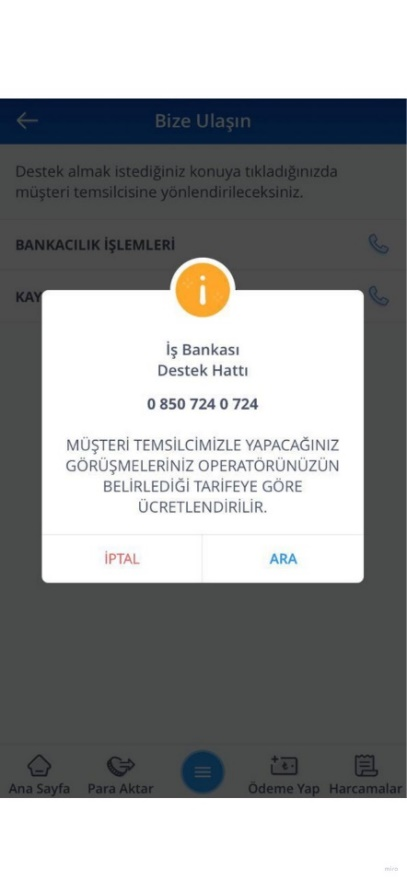 Bize Ulaşın
Destek almak istediğiniz konuya tıkladığınızda
müşteri temsilcisine yönlendirileceksiniz.
BANKACILIK İŞLEMLERİ
KAY
İş Bankası
Destek Hattı
0 850 724 0 724
MÜŞTERİ TEMSİLCİMİZLE YAPACAĞINIZ
GÖRÜŞMELERİNİZ OPERATÖRÜNÜZÜN
BELİRLEDİĞİ TARİFEYE GÖRE
ÜCRETLENDİRİLİR.
İPTAL ARA
Ana Sayfa Para Aktar Ödeme Yap Harcamalar